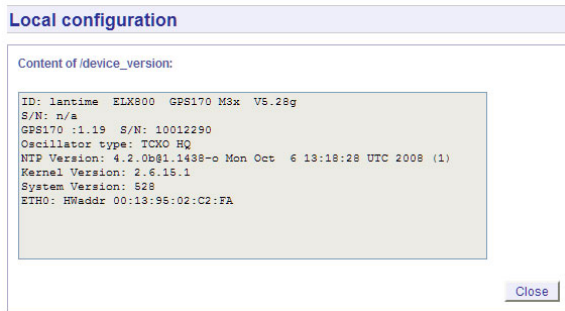 Local configuration
Content of /device_version:
ID: lantime  ELX800  GPS170 M3x  V5.28g
S/N: n/a
GPS170 :1.19  S/N: 10012290
Oscillator type: TCXO HQ
NTP Version: 4.2.0b@1.1438-o Mon Oct  6 13:18:28 UTC 2008 (1)
Kernel Version: 2.6.15.1
System Version: 528
ETH0: HWaddr 00:13:95:02:C2:FA
Close